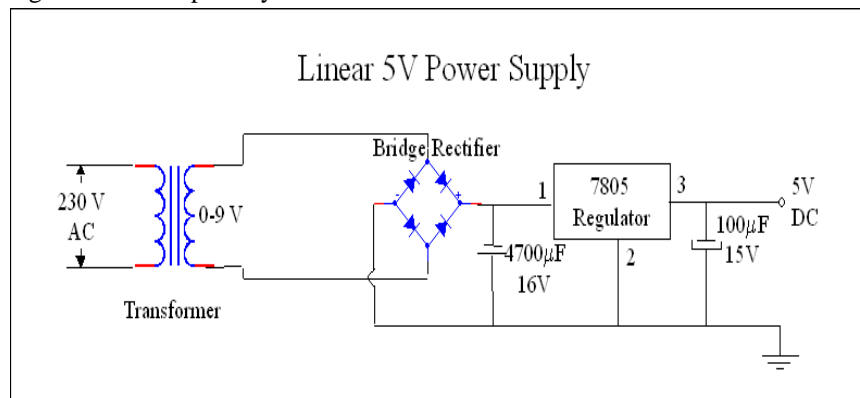 Linear 5V Power Supply
Bridge Rectifier
230 V
AC
0-9 V
Transformer
-
+
1
7805
Regulator
3
2
5V
DC
4700μF
16V
100μF
15V